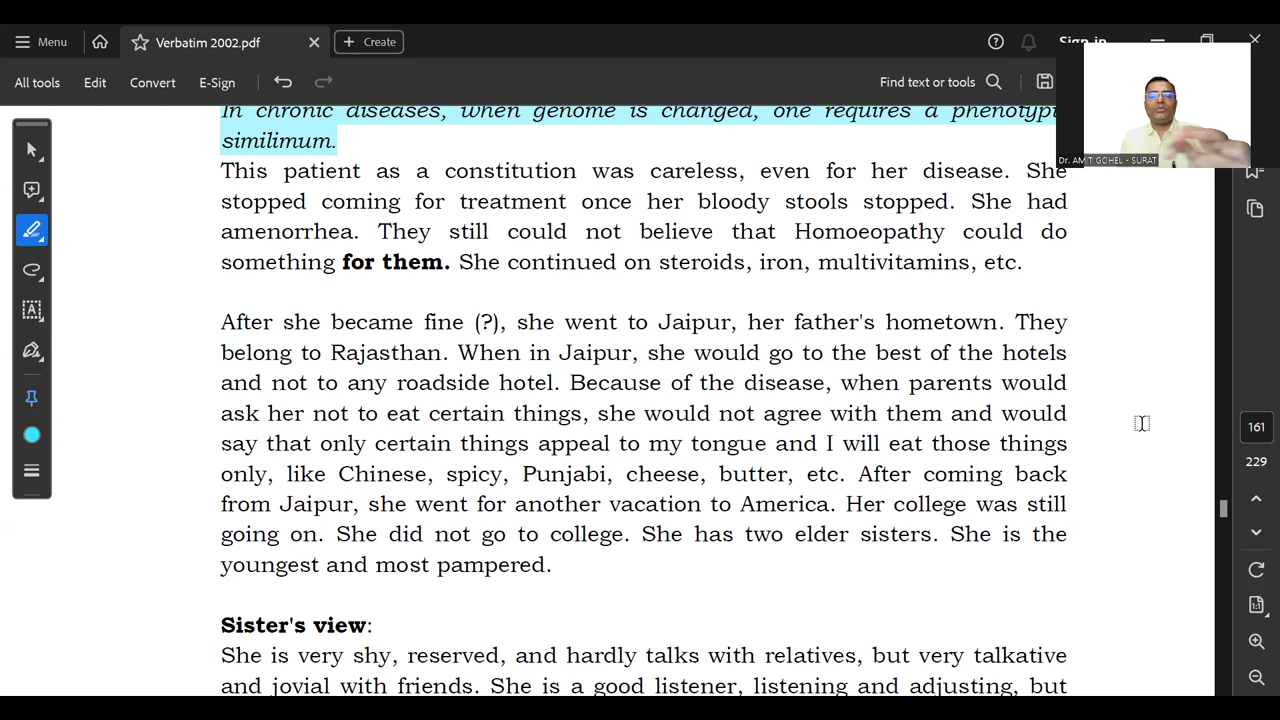 Menu
Verbatim 2002.pdf
Create
Sign in
All tools
Edit
Convert
E-Sign
Find text or tools
Dr. AMIT GOHEL - SURAT
In chronic diseases, when genome is changed, one requires a phenotypi
similimum.
This patient as a constitution was careless, even for her disease. She
stopped coming for treatment once her bloody stools stopped. She had
amenorrhea. They still could not believe that Homoeopathy could do
something for them. She continued on steroids, iron, multivitamins, etc.
After she became fine (?), she went to Jaipur, her father's hometown. They
belong to Rajasthan. When in Jaipur, she would go to the best of the hotels
and not to any roadside hotel. Because of the disease, when parents would
ask her not to eat certain things, she would not agree with them and would
say that only certain things appeal to my tongue and I will eat those things
only, like Chinese, spicy, Punjabi, cheese, butter, etc. After coming back
from Jaipur, she went for another vacation to America. Her college was still
going on. She did not go to college. She has two elder sisters. She is the
youngest and most pampered.
Sister's view:
She is very shy, reserved, and hardly talks with relatives, but very talkative
and jovial with friends. She is a good listener, listening and adjusting, but
161
229
1:1